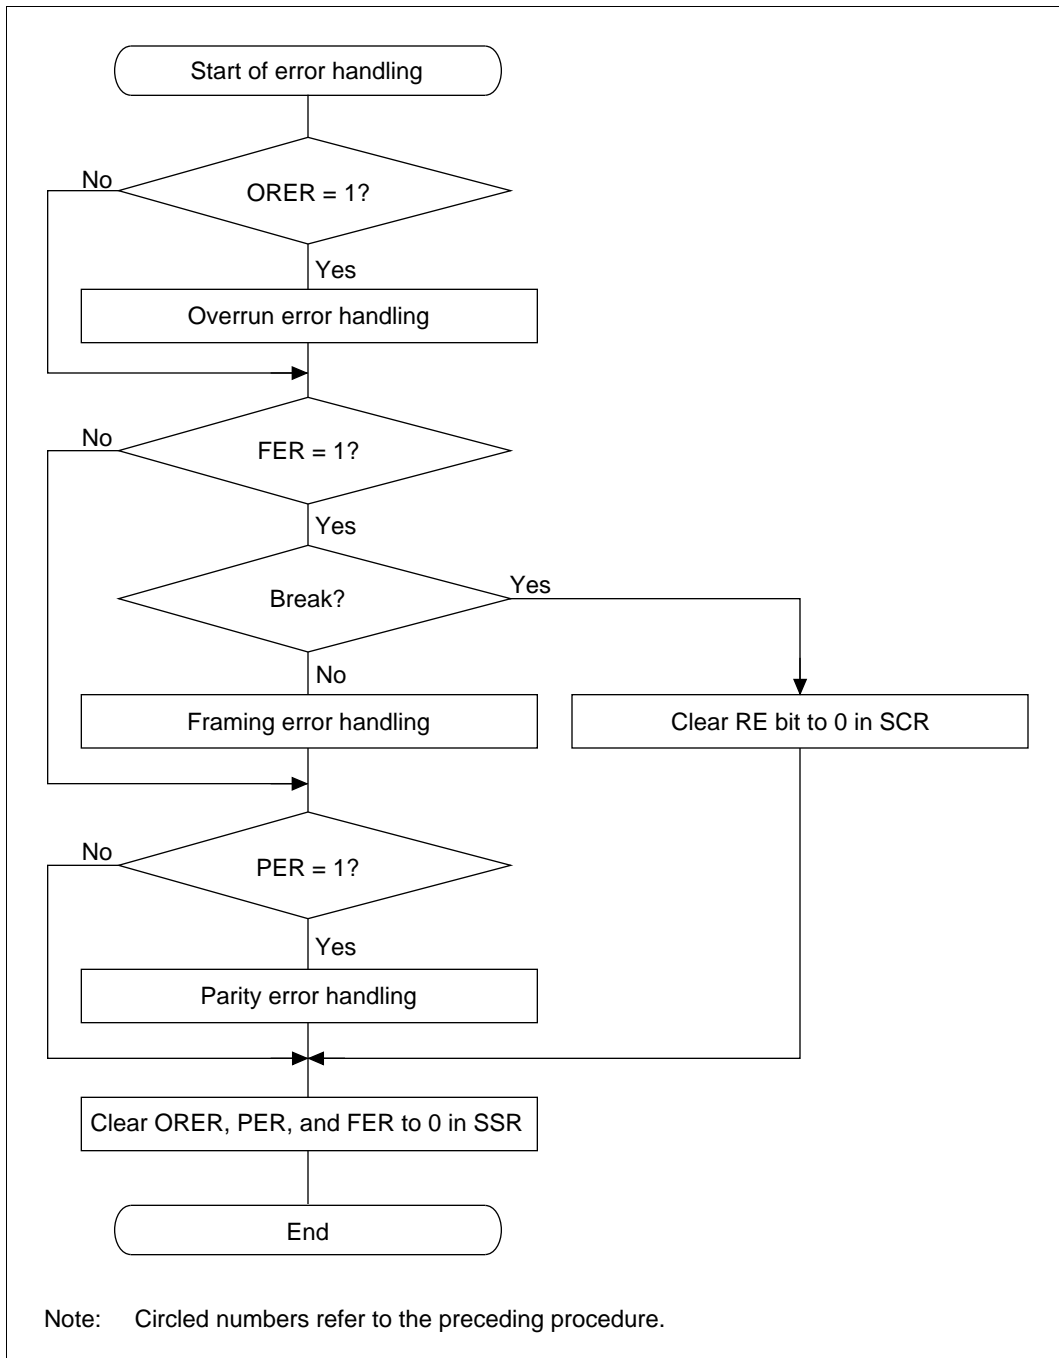 Start of error handling
No
ORER = 1?
Yes
Overrun error handling
No
FER = 1?
Yes
Break?
Yes
No
Framing error handling
Clear RE bit to 0 in SCR
No
PER = 1?
Yes
Parity error handling
Clear ORER, PER, and FER to 0 in SSR
End
Note: Circled numbers refer to the preceding procedure.